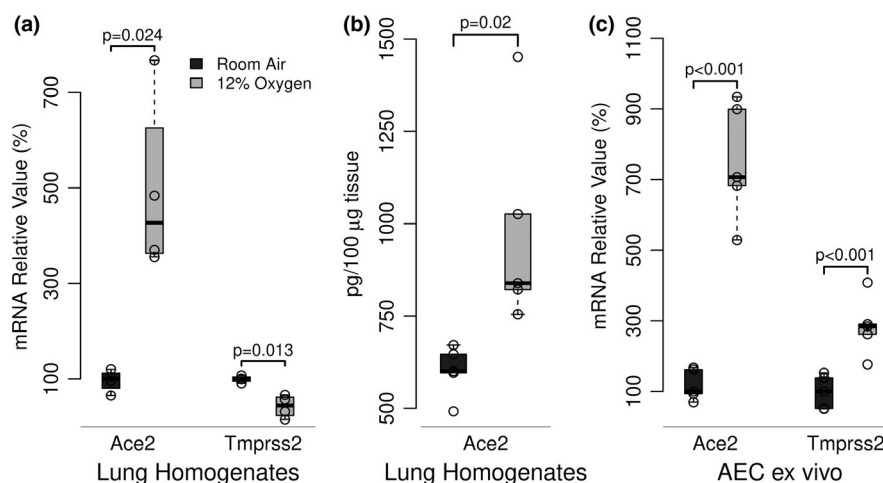 (a)
p=0.024
Room Air
12% Oxygen
mRNA Relative Value (%)
700
500
300
100
p=0.013
Ace2 Tmprss2
Lung Homogenates
(b)
p=0.02
pg/100 µg tissue
1500
1250
1000
750
500
Ace2
Lung Homogenates
(c)
mRNA Relative Value (%)
1100
900
700
500
300
100
p<0.001
p<0.001
Ace2 Tmprss2
AEC ex vivo